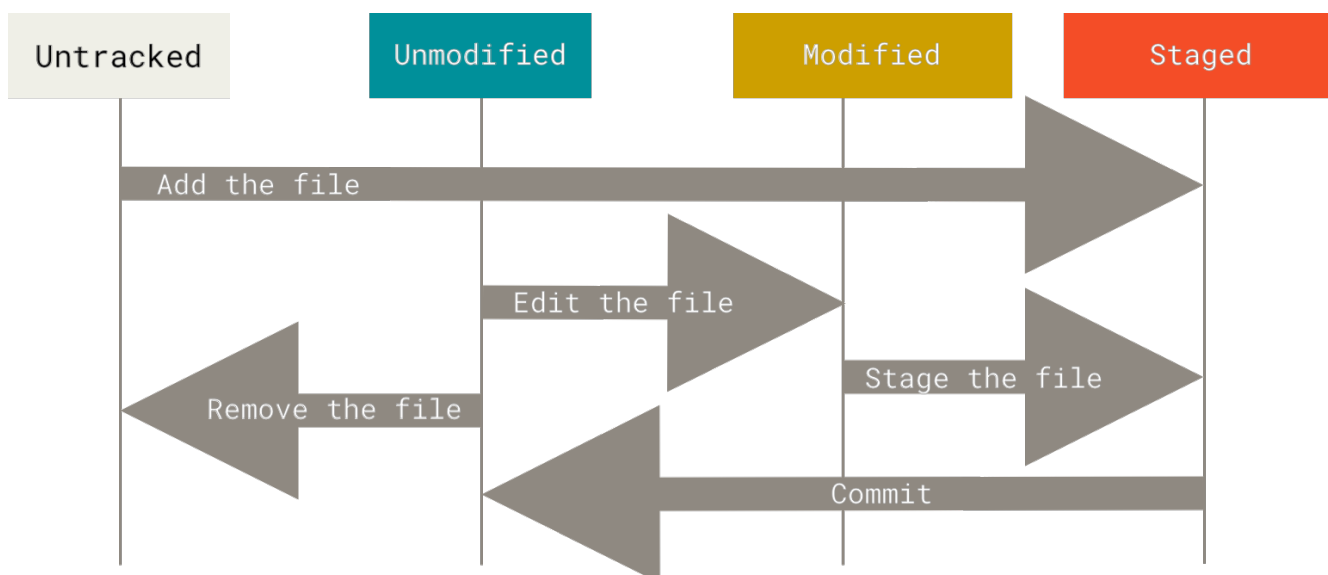 Untracked
Unmodified
Modified
Staged
Add the file
Edit the file
Stage the file
Remove the file
Commit